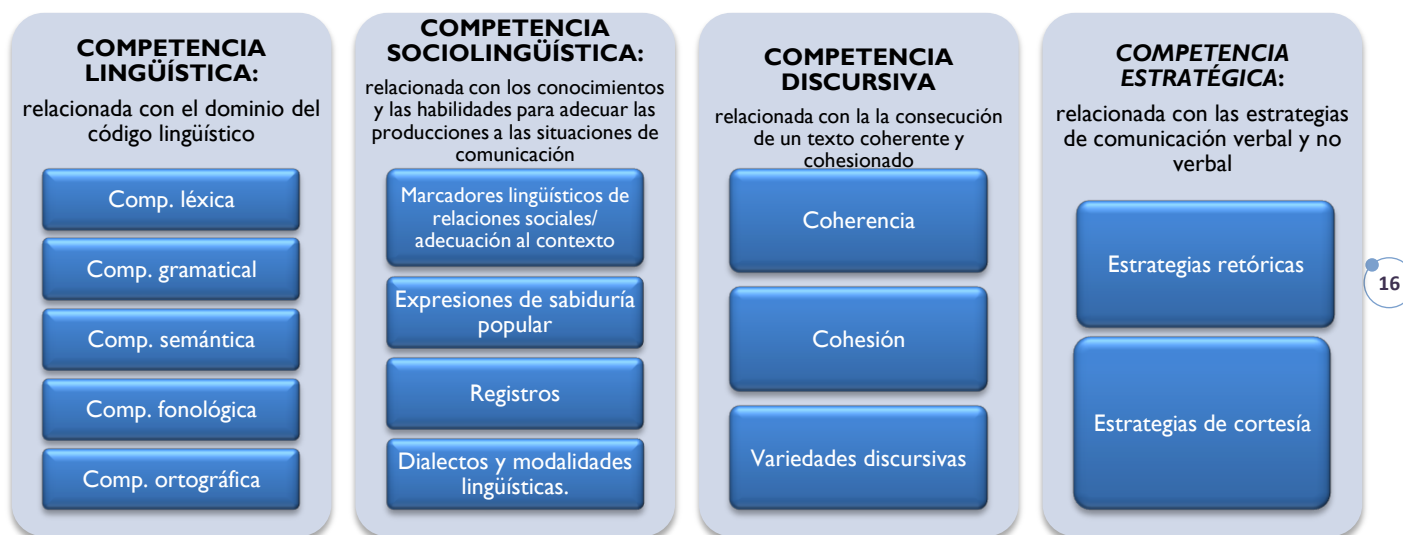 COMPETENCIA
LINGÜÍSTICA:
relacionada con el dominio del
código lingüístico
Comp. léxica
Comp. gramatical
Comp. semántica
Comp. fonológica
Comp. ortográfica
COMPETENCIA
SOCIOLINGÜÍSTICA:
relacionada con los conocimientos
y las habilidades para adecuar las
producciones a las situaciones de
comunicación
Marcadores lingüísticos de
relaciones sociales/
adecuación al contexto
Expresiones de sabiduría
popular
Registros
Dialectos y modalidades
lingüísticas.
COMPETENCIA
DISCURSIVA
relacionada con la la consecución
de un texto coherente y
cohesionado
Coherencia
Cohesión
Variedades discursivas
COMPETENCIA
ESTRATÉGICA:
relacionada con las estrategias
de comunicación verbal y no
verbal
Estrategias retóricas
Estrategias de cortesía
16